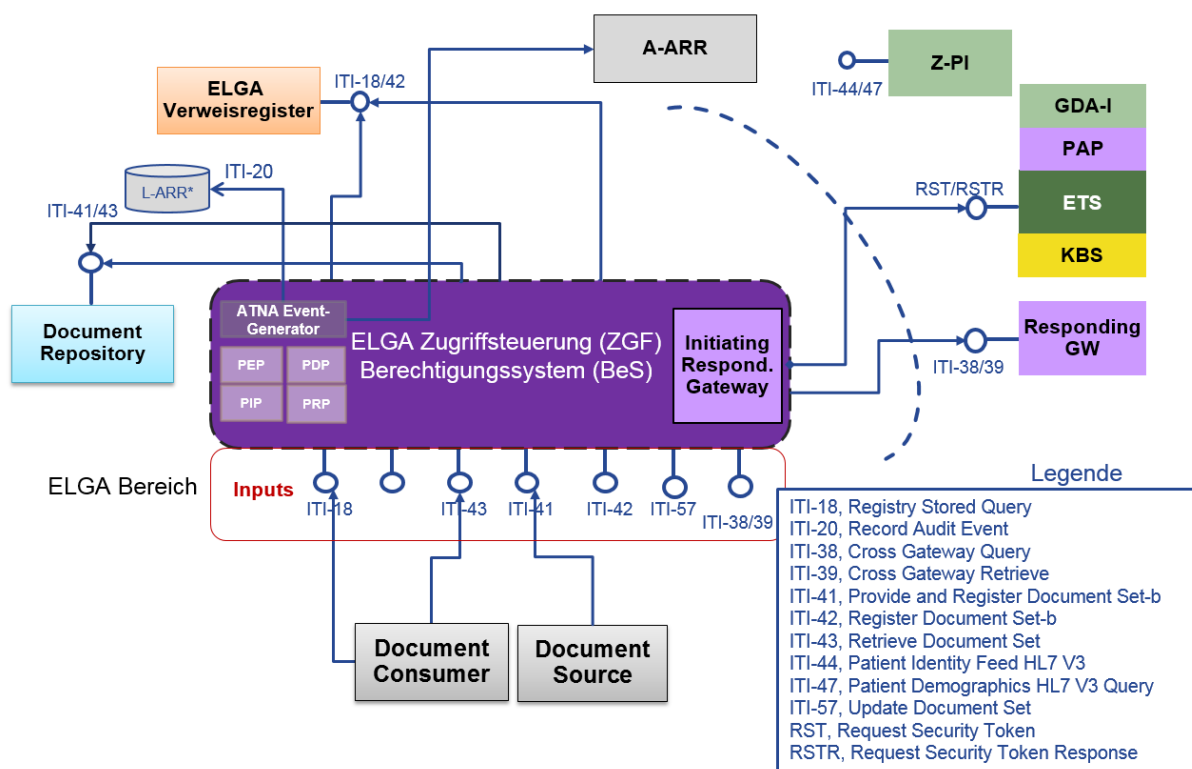 A-ARR
Z-PI
ITI-44/47
ELGA
Verweisregister
ITI-18/42
GDA-I
PAP
ETS
KBS
RST/RSTR
L-ARR*
ITI-20
ITI-41/43
Document
Repository
ATNA Event-
Generator
PEP
PDP
PIP
PRP
ELGA Zugriffsteuerung (ZGF)
Berechtigungssystem (BeS)
Initiating
Respond.
Gateway
Responding
GW
ITI-38/39
ELGA Bereich
Inputs
ITI-18
ITI-43
ITI-41
ITI-42
ITI-57
ITI-38/39
Document
Consumer
Document
Source
Legende
ITI-18, Registry Stored Query
ITI-20, Record Audit Event
ITI-38, Cross Gateway Query
ITI-39, Cross Gateway Retrieve
ITI-41, Provide and Register Document Set-b
ITI-42, Register Document Set-b
ITI-43, Retrieve Document Set
ITI-44, Patient Identity Feed HL7 V3
ITI-47, Patient Demographics HL7 V3 Query
ITI-57, Update Document Set
RST, Request Security Token
RSTR, Request Security Token Response